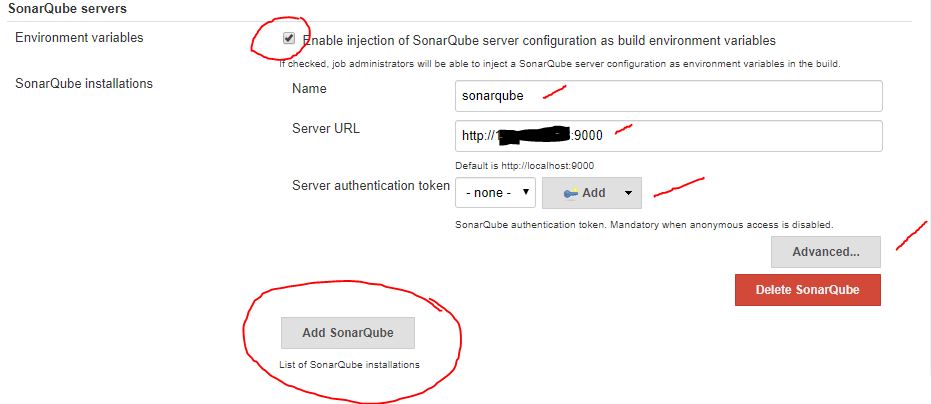 SonarQube servers
Environment variables
Enable injection of SonarQube server configuration as build environment variables
If checked, job administrators will be able to inject a SonarQube server configuration as environment variables in the build.
SonarQube installations
Name
sonarqube
Server URL
http:// :9000
Default is http://localhost:9000
Server authentication token
- none -
Add
SonarQube authentication token. Mandatory when anonymous access is disabled.
Advanced...
Delete SonarQube
Add SonarQube
List of SonarQube installations